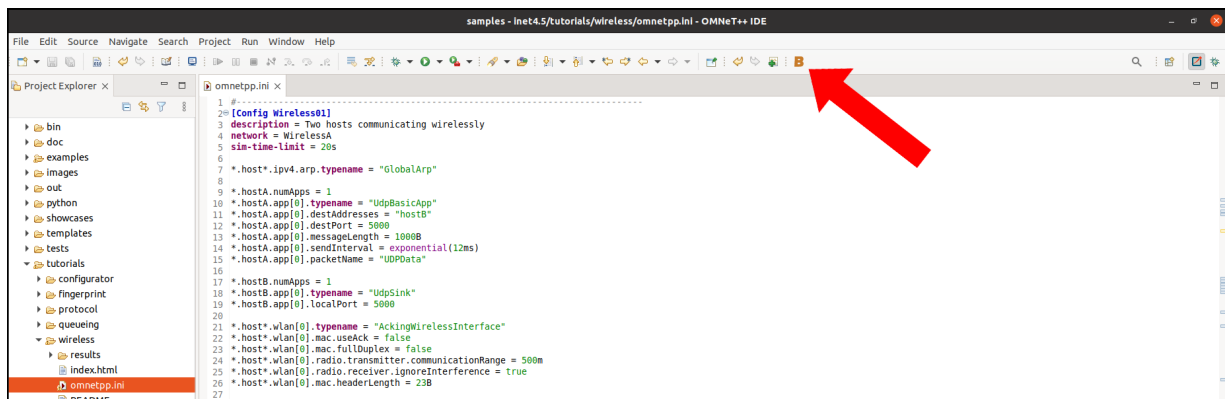 samples - inet4.5/tutorials/wireless/omnetpp.ini - OMNeT++ IDE
File Edit Source Navigate Search Project Run Window Help
B
Project Explorer
omnetpp.ini
bin
doc
examples
images
out
python
showcases
templates
tests
tutorials
configurator
fingerprint
protocol
queueing
wireless
results
index.html
omnetpp.ini
README
1 #------------------------------------------------------------------------
2 [Config Wireless01]
3 description = Two hosts communicating wirelessly
4 network = WirelessA
5 sim-time-limit = 20s
6
7 *.host*.ipv4.arp.typename = "GlobalArp"
8
9 *.hostA.numApps = 1
10 *.hostA.app[0].typename = "UdpBasicApp"
11 *.hostA.app[0].destAddresses = "hostB"
12 *.hostA.app[0].destPort = 5000
13 *.hostA.app[0].messageLength = 1000B
14 *.hostA.app[0].sendInterval = exponential(12ms)
15 *.hostA.app[0].packetName = "UDPData"
16
17 *.hostB.numApps = 1
18 *.hostB.app[0].typename = "UdpSink"
19 *.hostB.app[0].localPort = 5000
20
21 *.host*.wlan[0].typename = "AckingWirelessInterface"
22 *.host*.wlan[0].mac.useAck = false
23 *.host*.wlan[0].mac.fullDuplex = false
24 *.host*.wlan[0].radio.transmitter.communicationRange = 500m
25 *.host*.wlan[0].radio.receiver.ignoreInterference = true
26 *.host*.wlan[0].mac.headerLength = 23B
27